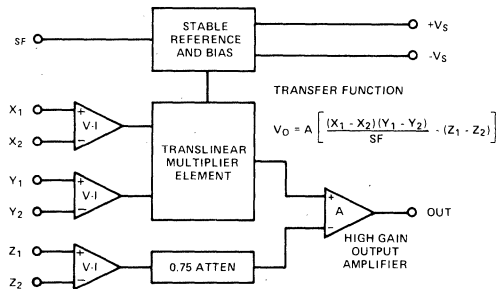 SF
STABLE
REFERENCE
AND BIAS
+VS
-VS
TRANSFER FUNCTION
VO = A [ (X1 - X2) (Y1 - Y2) / SF - (Z1 - Z2) ]
X1
+
V-I
X2
−
TRANSLINEAR
MULTIPLIER
ELEMENT
Y1
+
V-I
Y2
−
+
A
−
OUT
HIGH GAIN
OUTPUT
AMPLIFIER
Z1
+
V-I
Z2
−
0.75 ATTEN